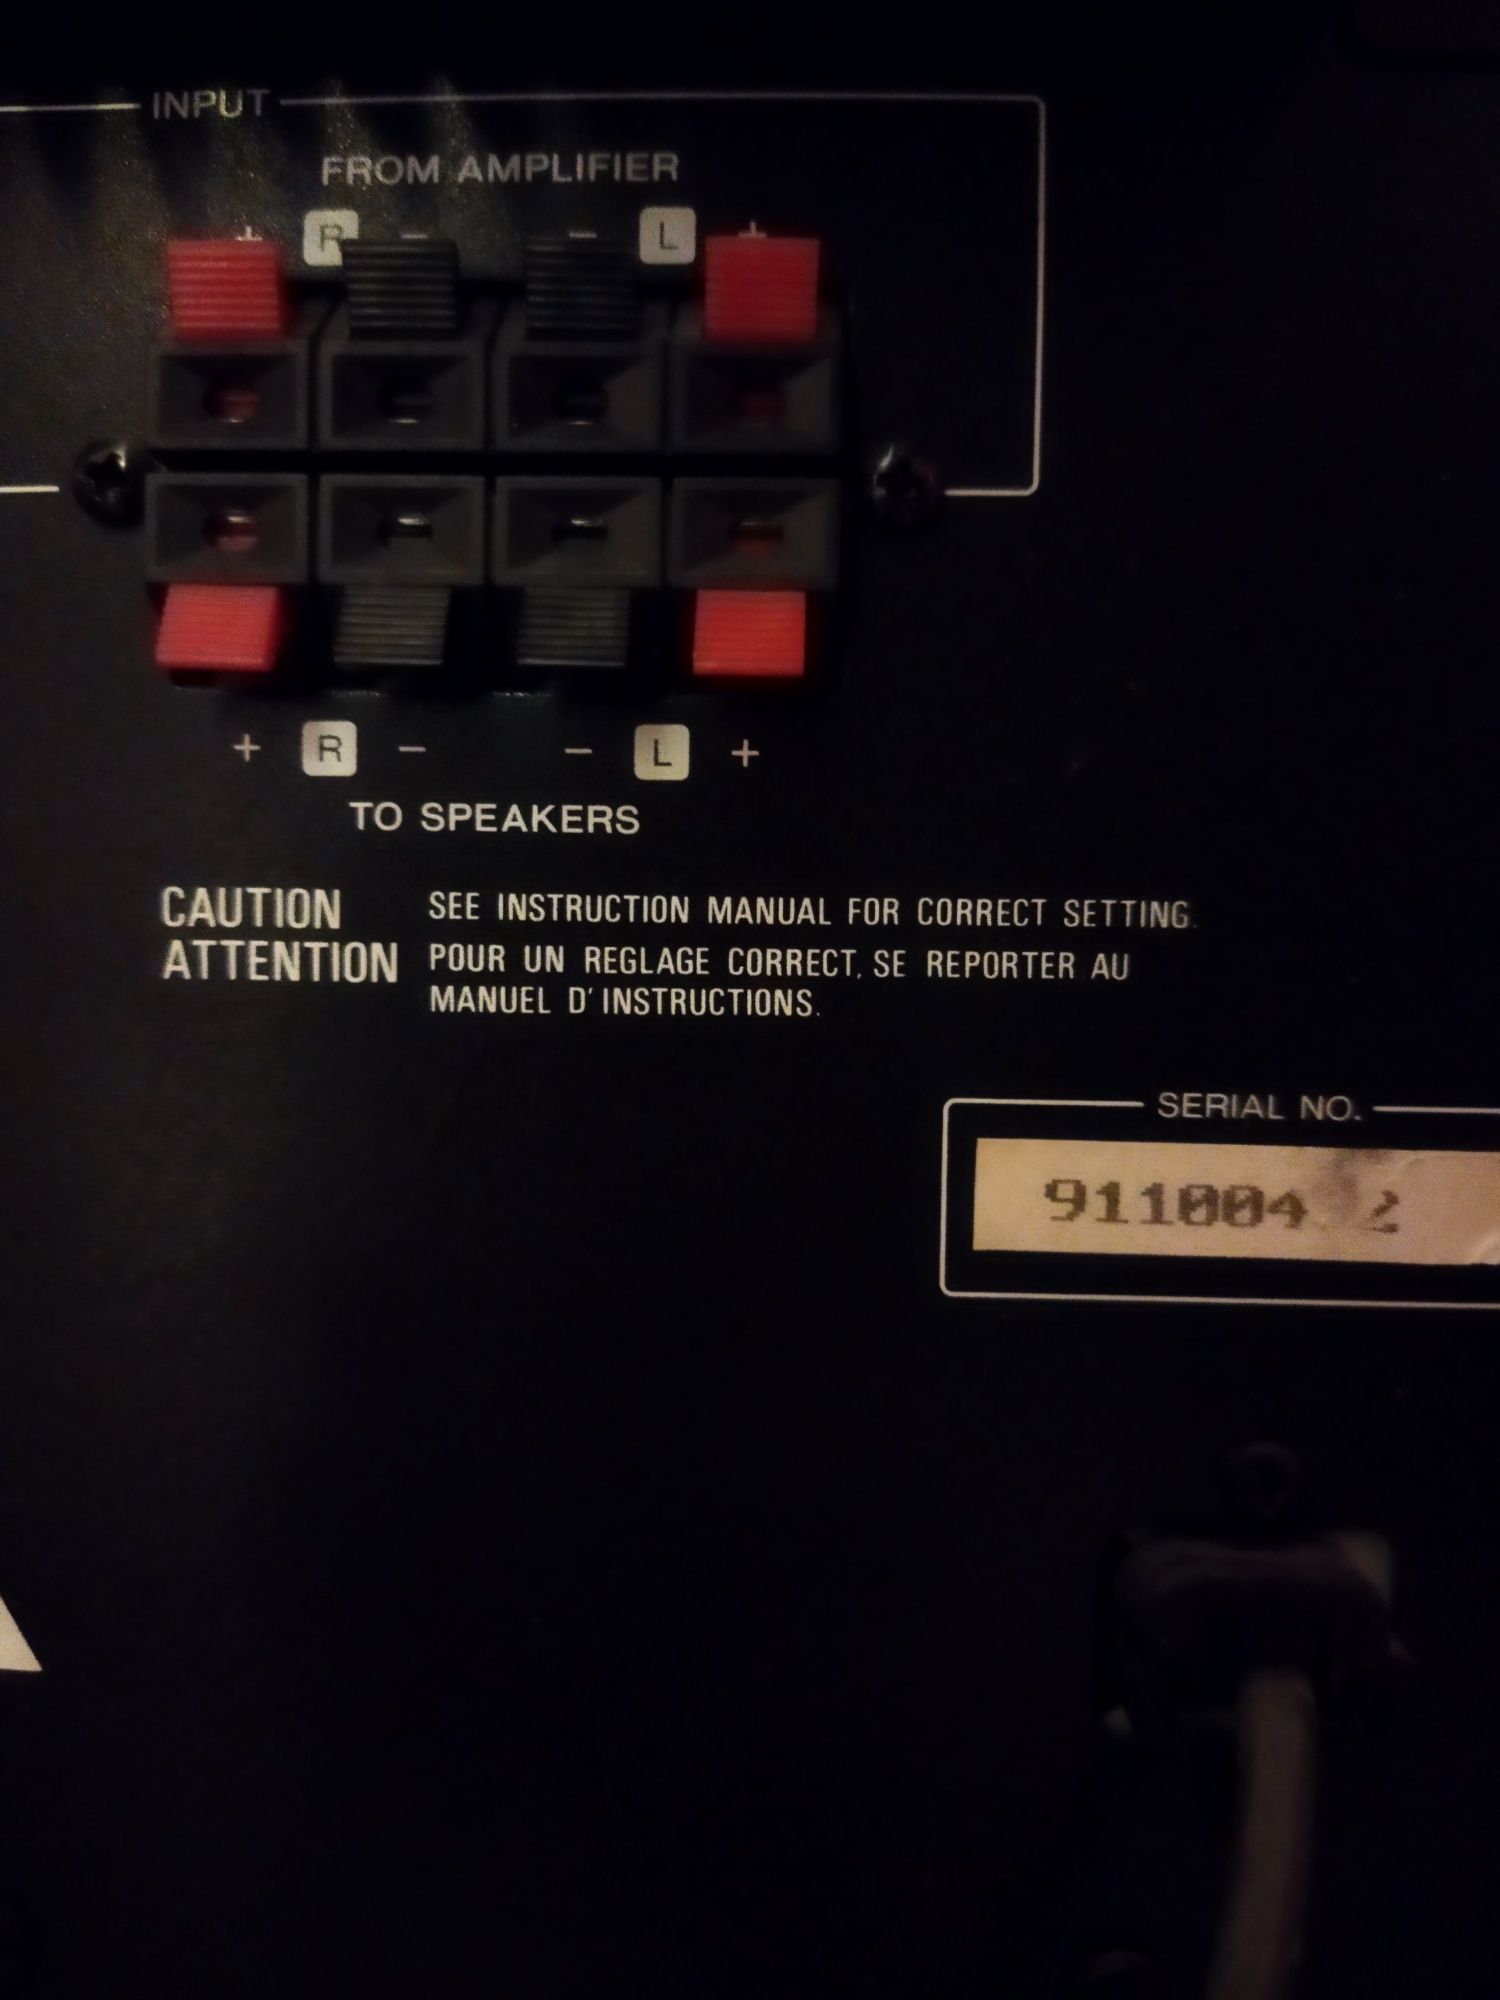 INPUT
FROM AMPLIFIER
+ R - - L +
+ R - - L +
TO SPEAKERS
CAUTION SEE INSTRUCTION MANUAL FOR CORRECT SETTING.
ATTENTION POUR UN REGLAGE CORRECT, SE REPORTER AU
MANUEL D'INSTRUCTIONS.
SERIAL NO.